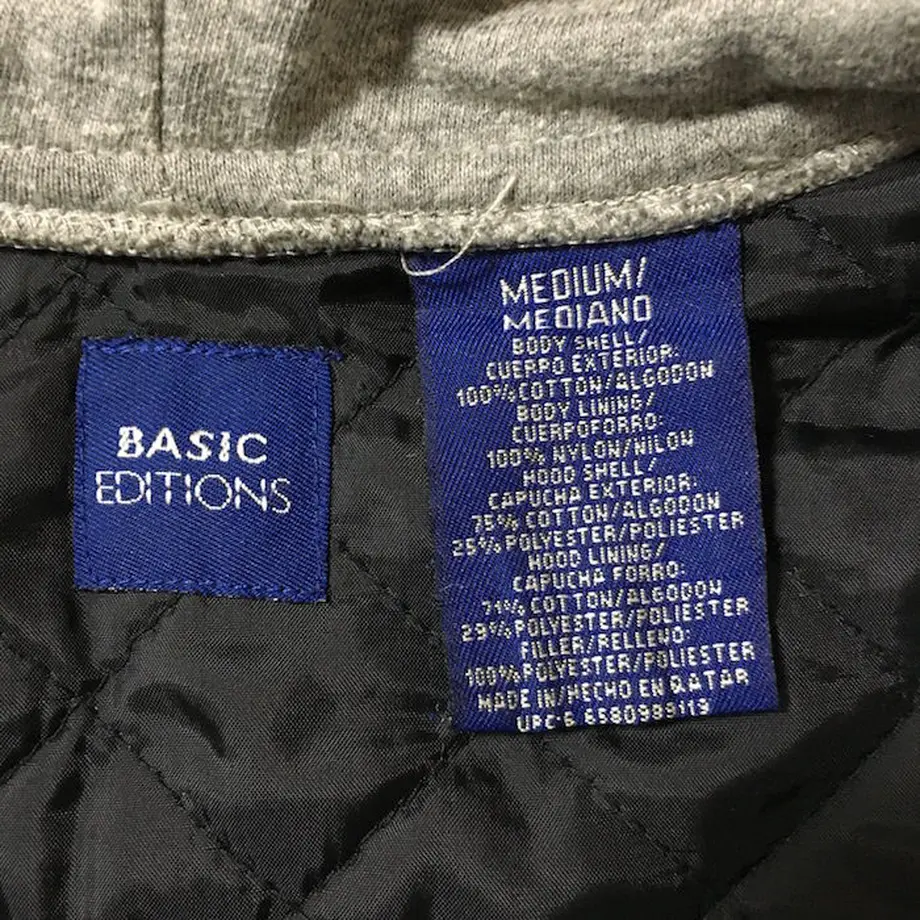 BASIC
EDITIONS
MEDIUM/
MEDIANO
BODY SHELL/
CUERPO EXTERIOR:
100% COTTON/ALGODON
BODY LINING/
CUERPOFORRO:
100% NYLON/NILON
HOOD SHELL/
CAPUCHA EXTERIOR:
75% COTTON/ALGODON
25% POLYESTER/POLIESTER
HOOD LINING/
CAPUCHA FORRO:
71% COTTON/ALGODON
29% POLYESTER/POLIESTER
FILLER/RELLENO:
100% POLYESTER/POLIESTER
MADE IN/HECHO EN QATAR
UPC-6